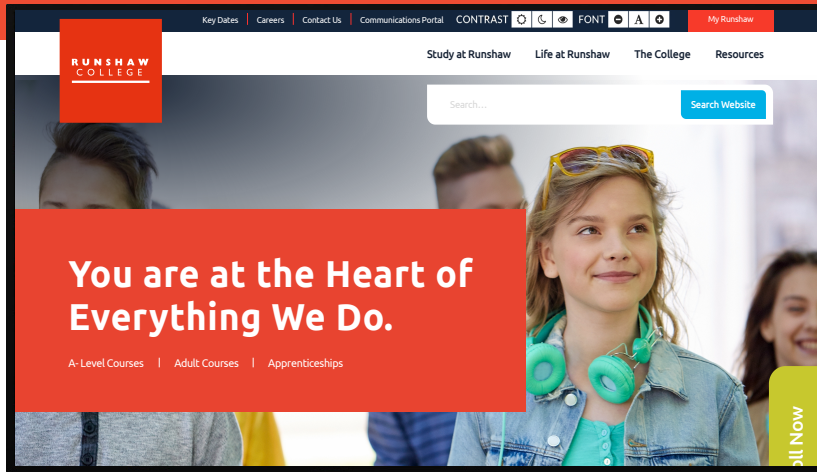 Key Dates Careers Contact Us Communications Portal CONTRAST FONT A My Runshaw
RUNSHAW
COLLEGE
Study at Runshaw Life at Runshaw The College Resources
Search... Search Website
You are at the Heart of
Everything We Do.
A- Level Courses | Adult Courses | Apprenticeships
Now